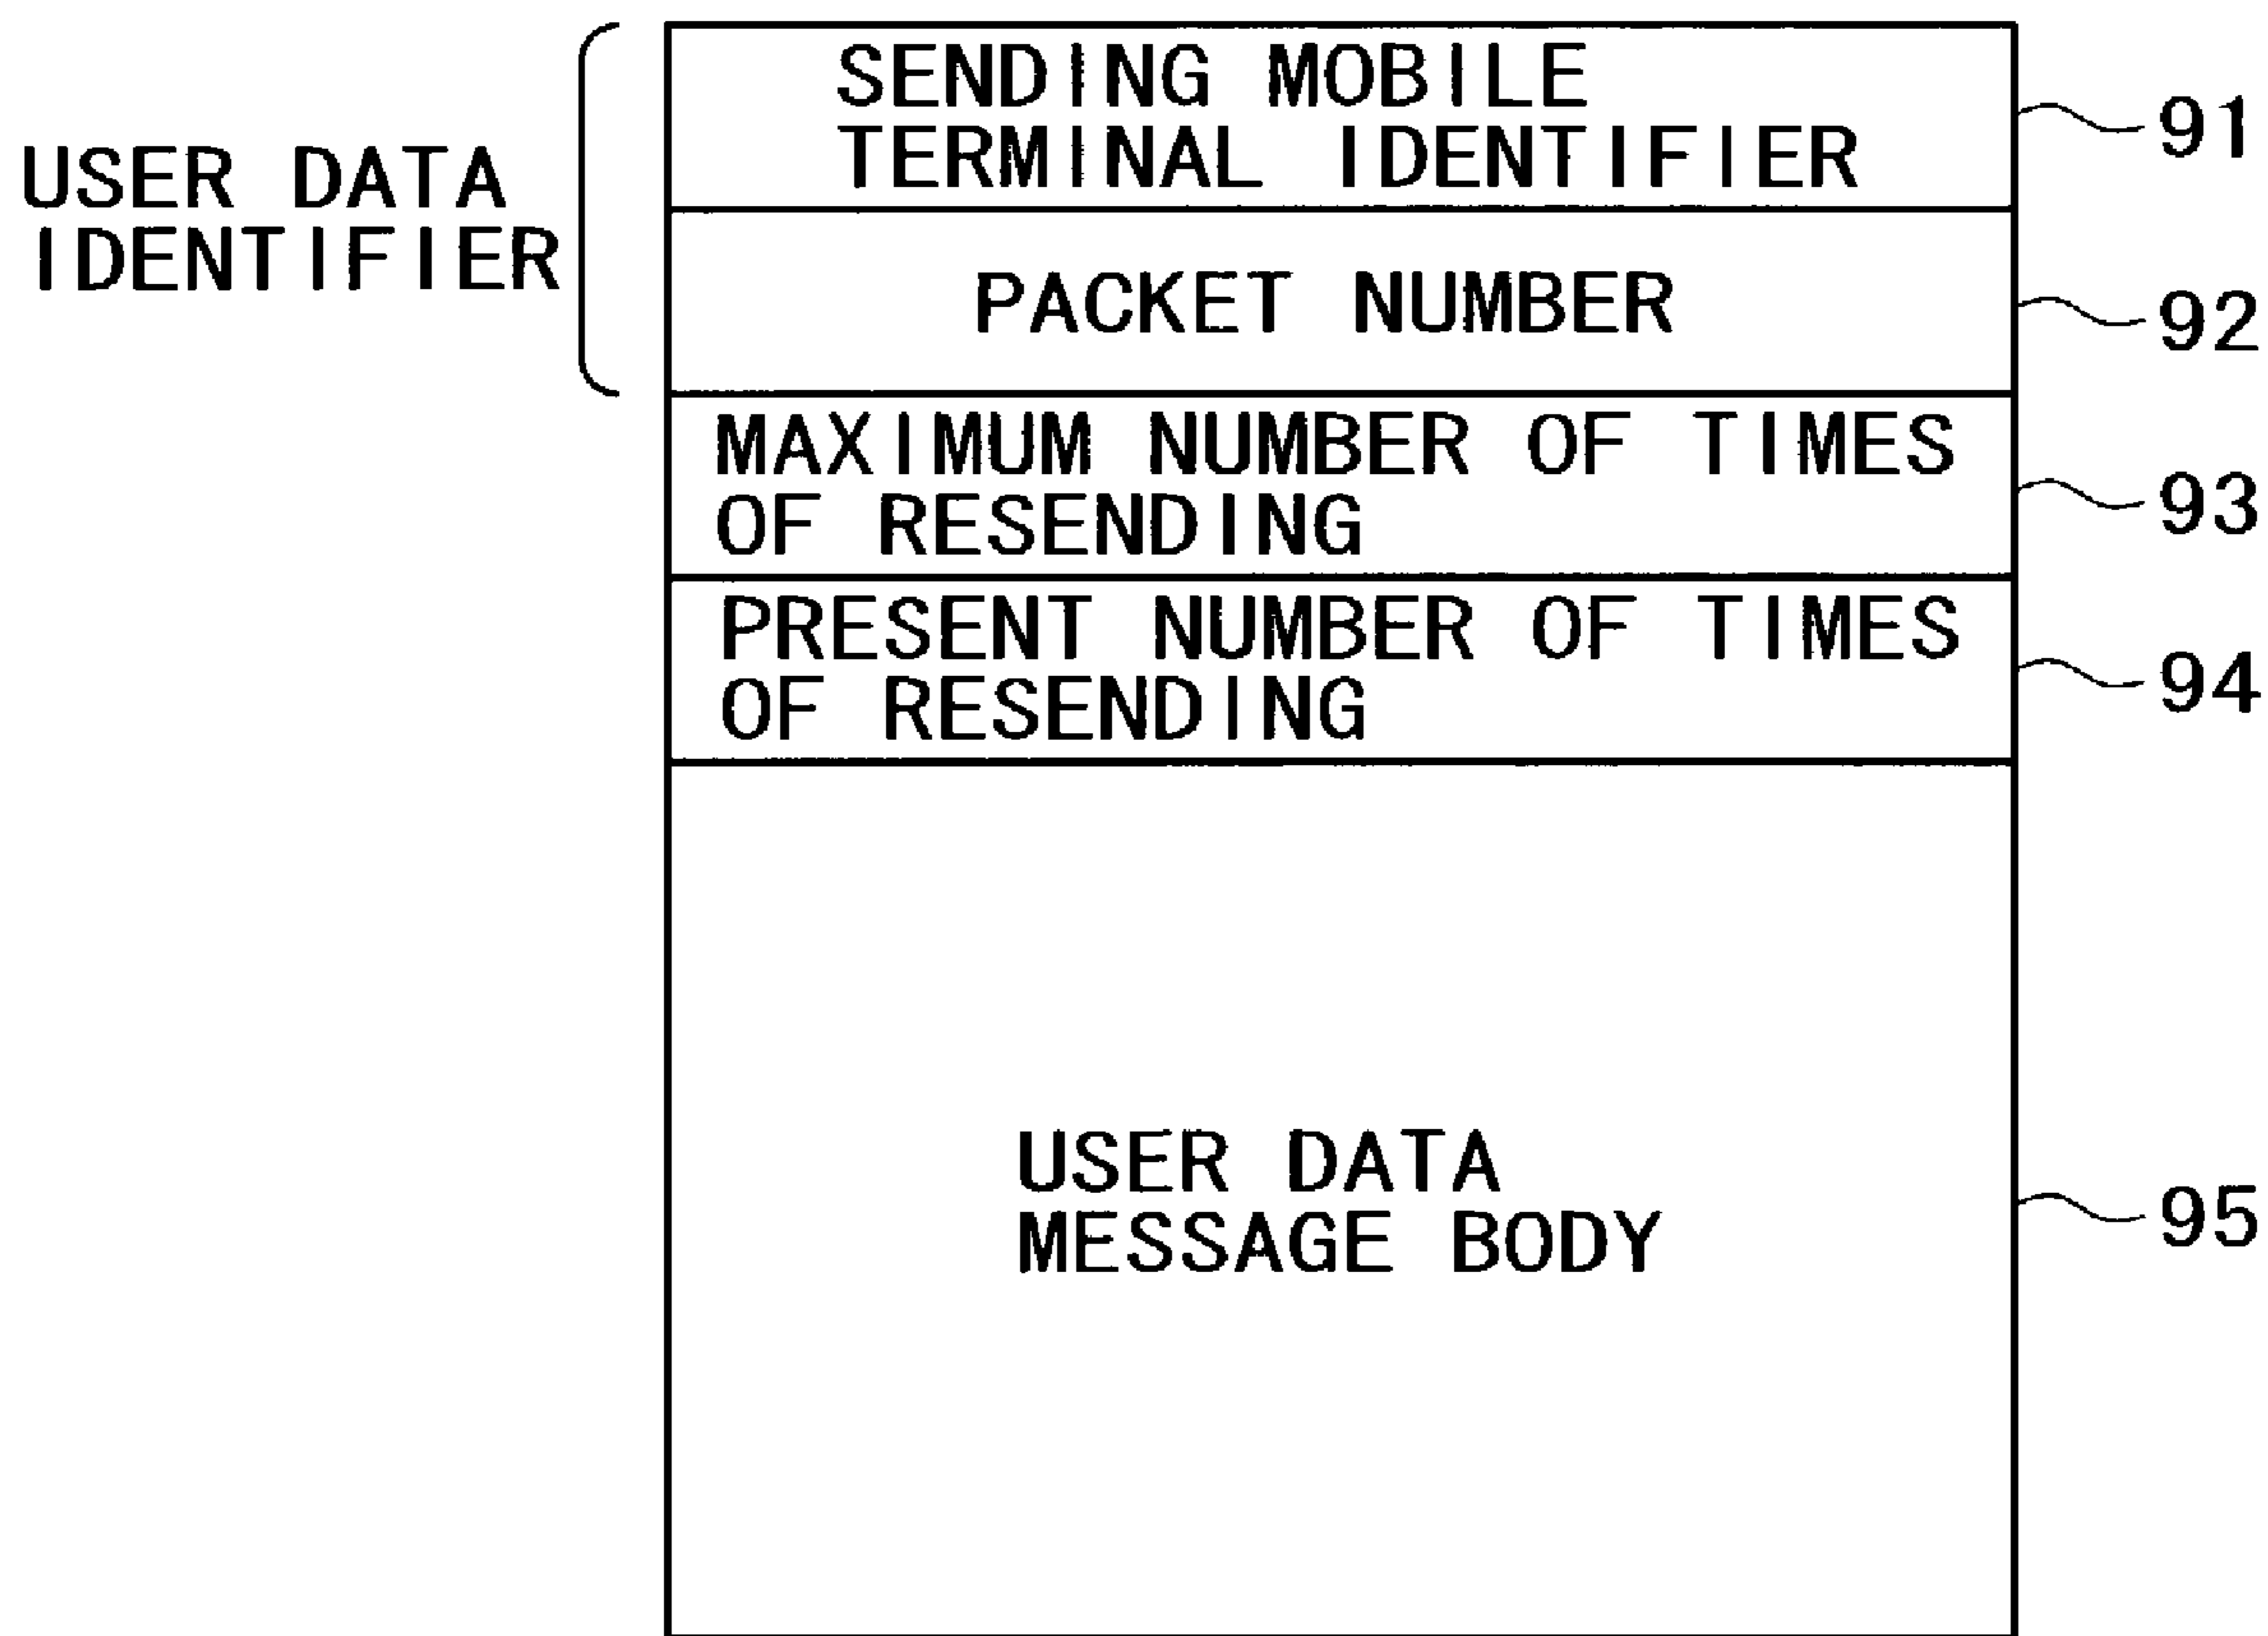 USER DATA
IDENTIFIER
SENDING MOBILE
TERMINAL IDENTIFIER
91
PACKET NUMBER
92
MAXIMUM NUMBER OF TIMES
OF RESENDING
93
PRESENT NUMBER OF TIMES
OF RESENDING
94
USER DATA
MESSAGE BODY
95